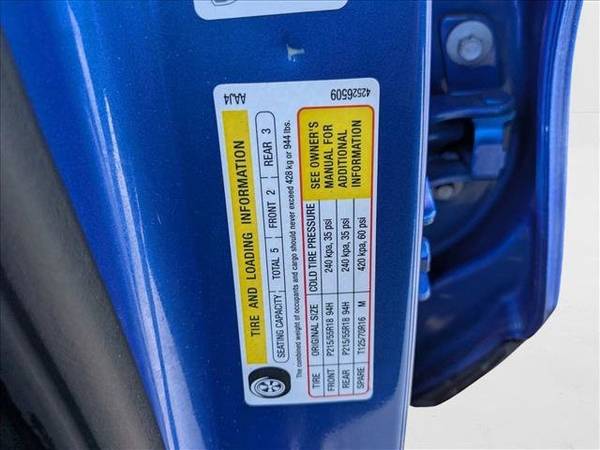 AAJ4
42526509
TIRE AND LOADING INFORMATION
SEATING CAPACITY TOTAL 5 FRONT 2 REAR 3
The combined weight of occupants and cargo should never exceed 428 kg or 944 lbs.
TIRE ORIGINAL SIZE COLD TIRE PRESSURE
FRONT P215/55R18 94H 240 kpa, 35 psi
REAR P215/55R18 94H 240 kpa, 35 psi
SPARE T125/70R16 M 420 kpa, 60 psi
SEE OWNER'S
MANUAL FOR
ADDITIONAL
INFORMATION